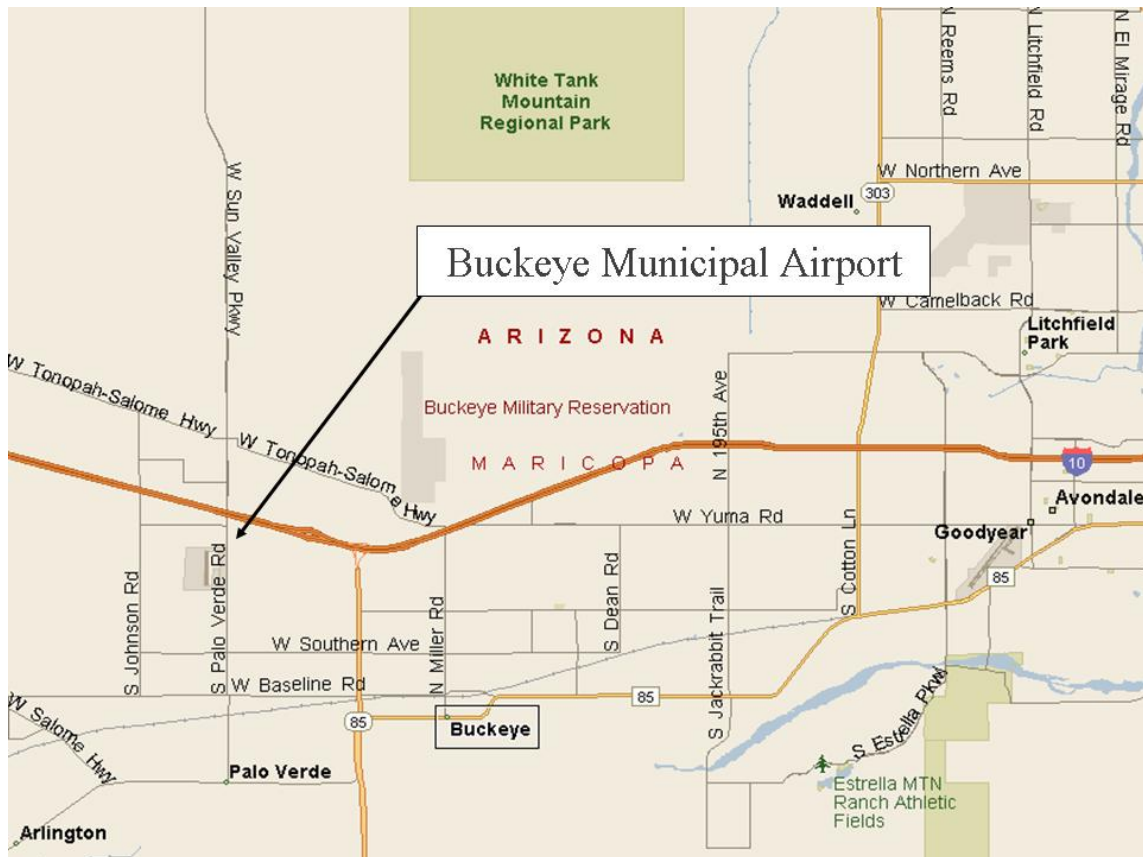 White Tank
Mountain
Regional Park
N Reems Rd
N Litchfield Rd
N El Mirage Rd
W Sun Valley Pkwy
W Northern Ave
303
Waddell
Buckeye Municipal Airport
W Camelback Rd
ARIZONA
Litchfield
Park
W Tonopah-Salome Hwy
Buckeye Military Reservation
N 195th Ave
W Tonopah-Salome Hwy
MARICOPA
10
Avondale
W Yuma Rd
Goodyear
S Cotton Ln
85
S Johnson Rd
S Palo Verde Rd
N Miller Rd
S Dean Rd
S Jackrabbit Trail
W Southern Ave
W Baseline Rd
85
W Salome Hwy
85
Buckeye
S Estrella Pkwy
Palo Verde
Estrella MTN
Ranch Athletic
Fields
Arlington